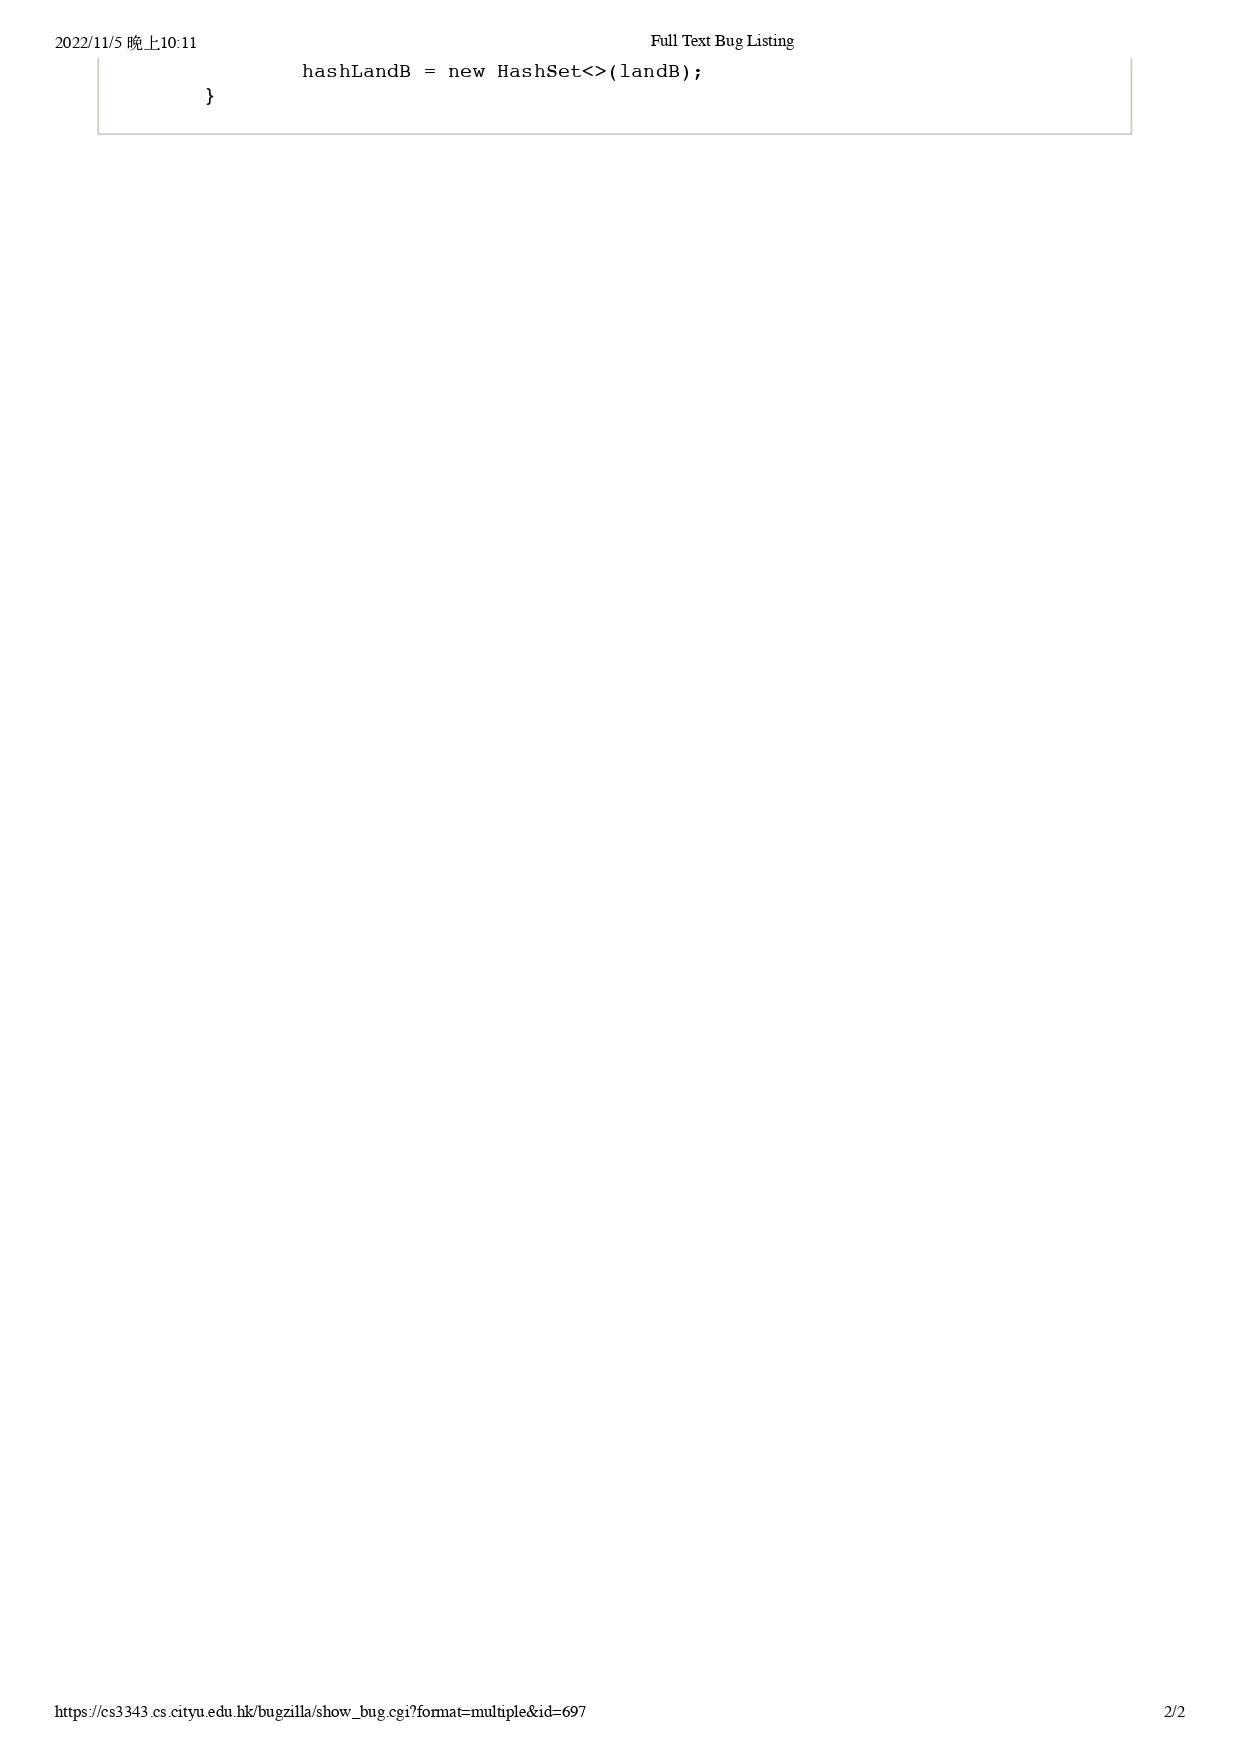 2022/11/5 晚上10:11 Full Text Bug Listing
hashLandB = new HashSet<>(landB);
}
https://cs3343.cs.cityu.edu.hk/bugzilla/show_bug.cgi?format=multiple&id=697 2/2